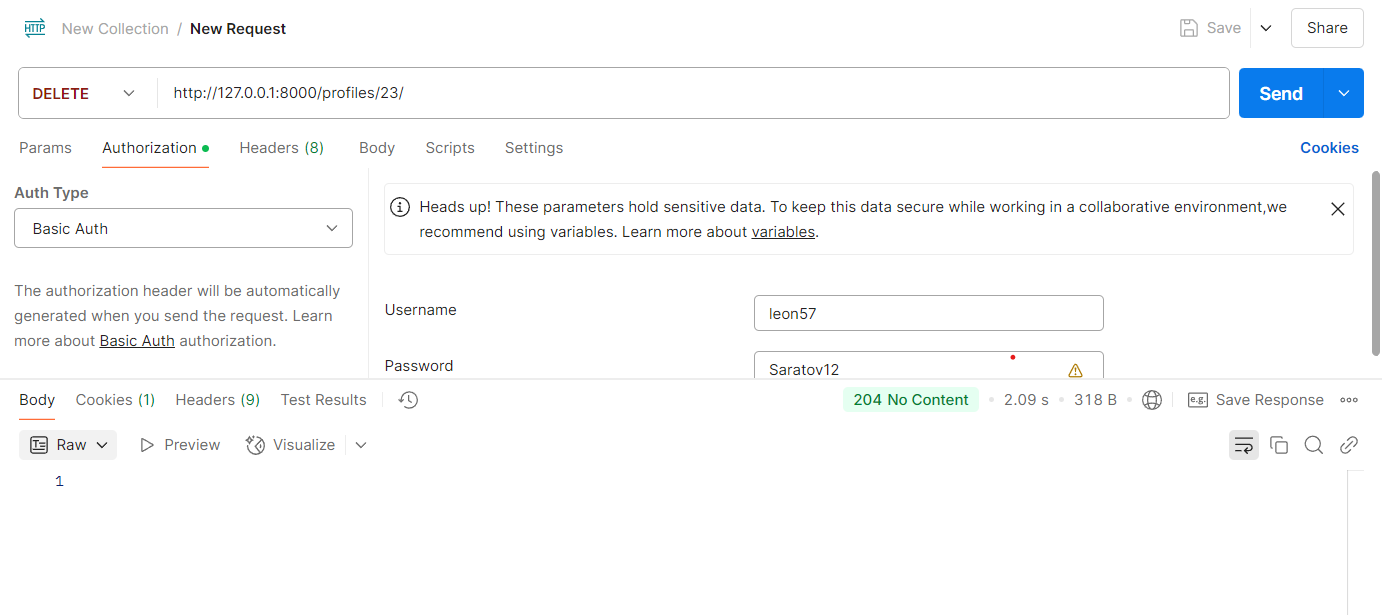 HTTP New Collection / New Request Save Share
DELETE http://127.0.0.1:8000/profiles/23/ Send
Params Authorization Headers (8) Body Scripts Settings Cookies
Auth Type
Basic Auth
The authorization header will be automatically
generated when you send the request. Learn
more about Basic Auth authorization.
Heads up! These parameters hold sensitive data. To keep this data secure while working in a collaborative environment,we
recommend using variables. Learn more about variables.
Username leon57
Password Saratov12
Body Cookies (1) Headers (9) Test Results 204 No Content 2.09 s 318 B e.g. Save Response
Raw Preview Visualize
1